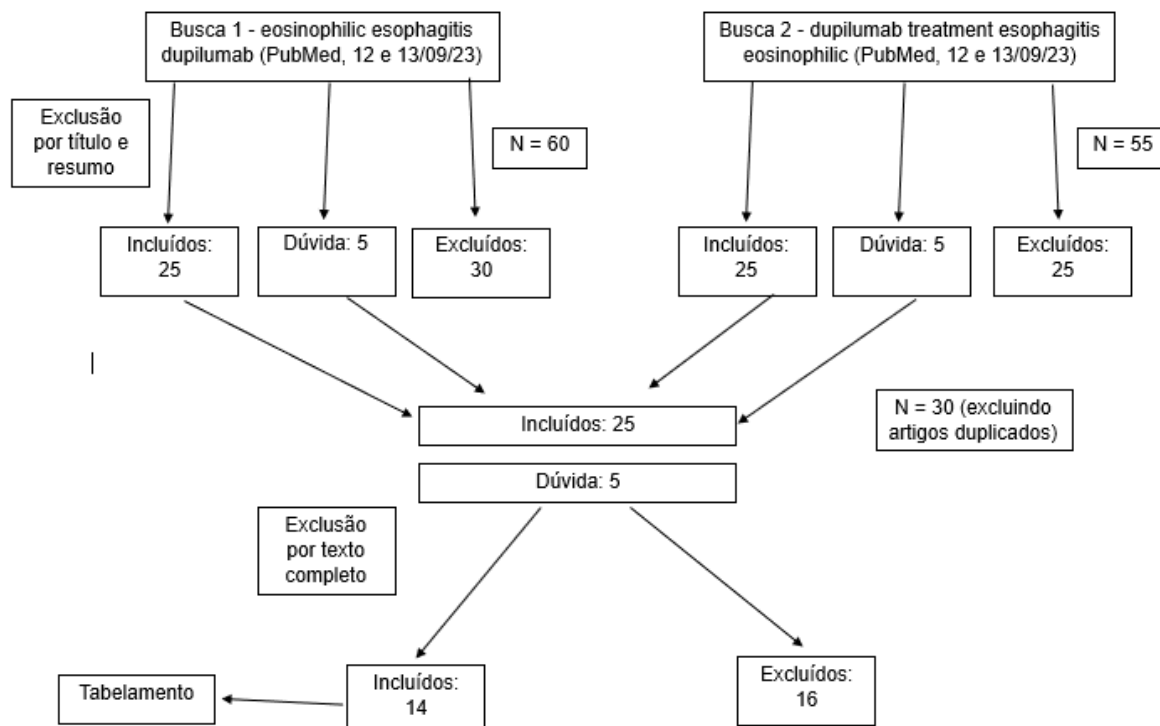 Busca 1 - eosinophilic esophagitis
dupilumab (PubMed, 12 e 13/09/23)
Busca 2 - dupilumab treatment esophagitis
eosinophilic (PubMed, 12 e 13/09/23)
Exclusão
por título e
resumo
N = 60
N = 55
Incluídos:
25
Dúvida: 5
Excluídos:
30
Incluídos:
25
Dúvida: 5
Excluídos:
25
Incluídos: 25
N = 30 (excluindo
artigos duplicados)
Dúvida: 5
Exclusão
por texto
completo
Tabelamento
Incluídos:
14
Excluídos:
16